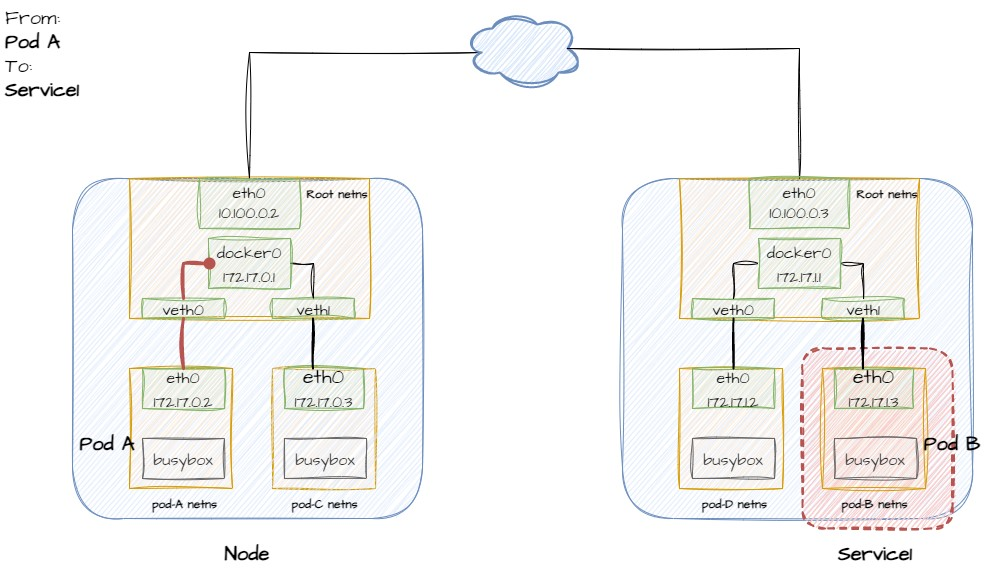 From:
Pod A
To:
Service1
eth0
10.100.0.2
Root netns
docker0
172.17.0.1
veth0
veth1
eth0
172.17.0.2
eth0
172.17.0.3
Pod A
busybox
busybox
pod-A netns
pod-C netns
Node
eth0
10.100.0.3
Root netns
docker0
172.17.1.1
veth0
veth1
eth0
172.17.1.2
eth0
172.17.1.3
Pod B
busybox
busybox
pod-D netns
pod-B netns
Service1